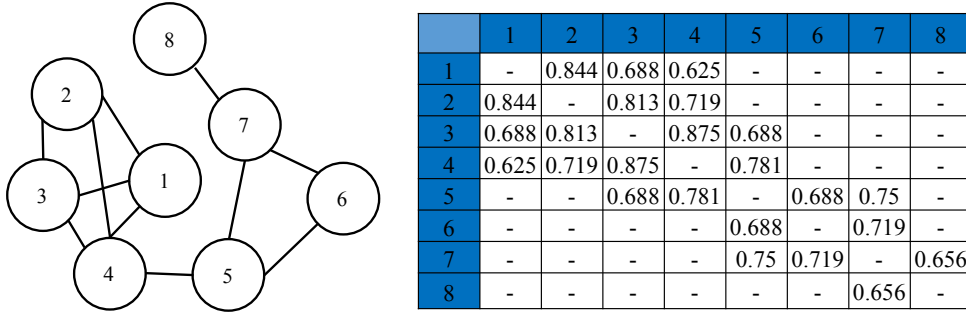 8
2
7
1
3
6
4
5
1 2 3 4 5 6 7 8
1 - 0.844 0.688 0.625 - - - -
2 0.844 - 0.813 0.719 - - - -
3 0.688 0.813 - 0.875 0.688 - - -
4 0.625 0.719 0.875 - 0.781 - - -
5 - - 0.688 0.781 - 0.688 0.75 -
6 - - - - 0.688 - 0.719 -
7 - - - - 0.75 0.719 - 0.656
8 - - - - - - 0.656 -